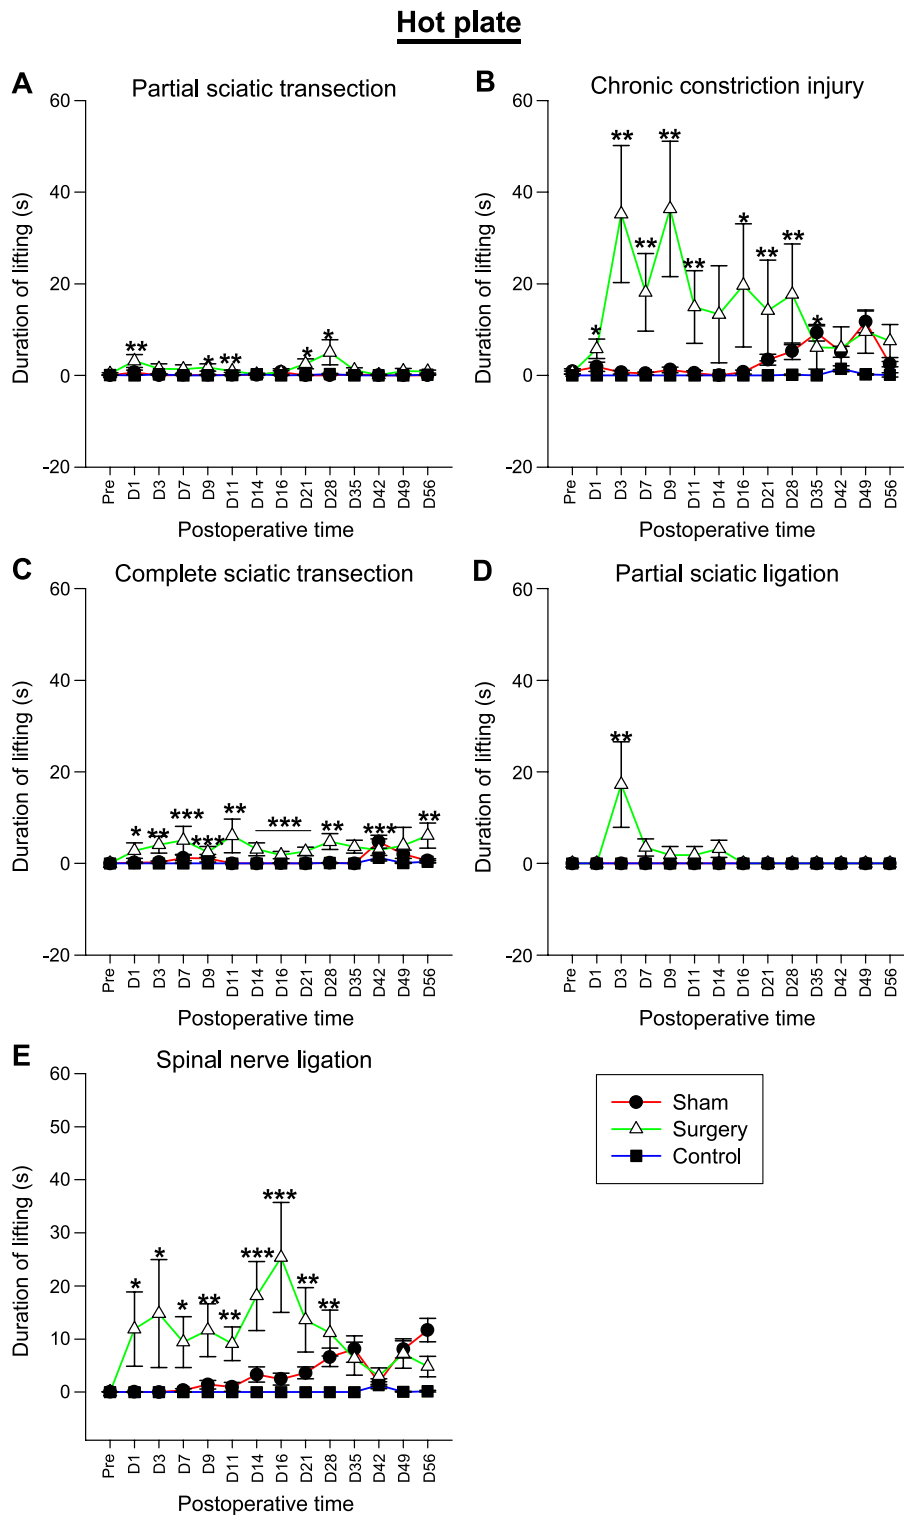 Hot plate
A
Partial sciatic transection
60
40
20
0
-20
Duration of lifting (s)
** * ** * *
Pre D1 D3 D7 D9 D11 D14 D16 D21 D28 D35 D42 D49 D56
Postoperative time
B
Chronic constriction injury
60
40
20
0
-20
Duration of lifting (s)
* ** ** ** ** * ** ** *
Pre D1 D3 D7 D9 D11 D14 D16 D21 D28 D35 D42 D49 D56
Postoperative time
C
Complete sciatic transection
60
40
20
0
-20
Duration of lifting (s)
* ** *** *** ** *** ** *** **
Pre D1 D3 D7 D9 D11 D14 D16 D21 D28 D35 D42 D49 D56
Postoperative time
D
Partial sciatic ligation
60
40
20
0
-20
Duration of lifting (s)
**
Pre D1 D3 D7 D9 D11 D14 D16 D21 D28 D35 D42 D49 D56
Postoperative time
E
Spinal nerve ligation
60
50
40
30
20
10
0
Duration of lifting (s)
* * * ** ** *** *** ** **
Pre D1 D3 D7 D9 D11 D14 D16 D21 D28 D35 D42 D49 D56
Postoperative time
Sham
Surgery
Control